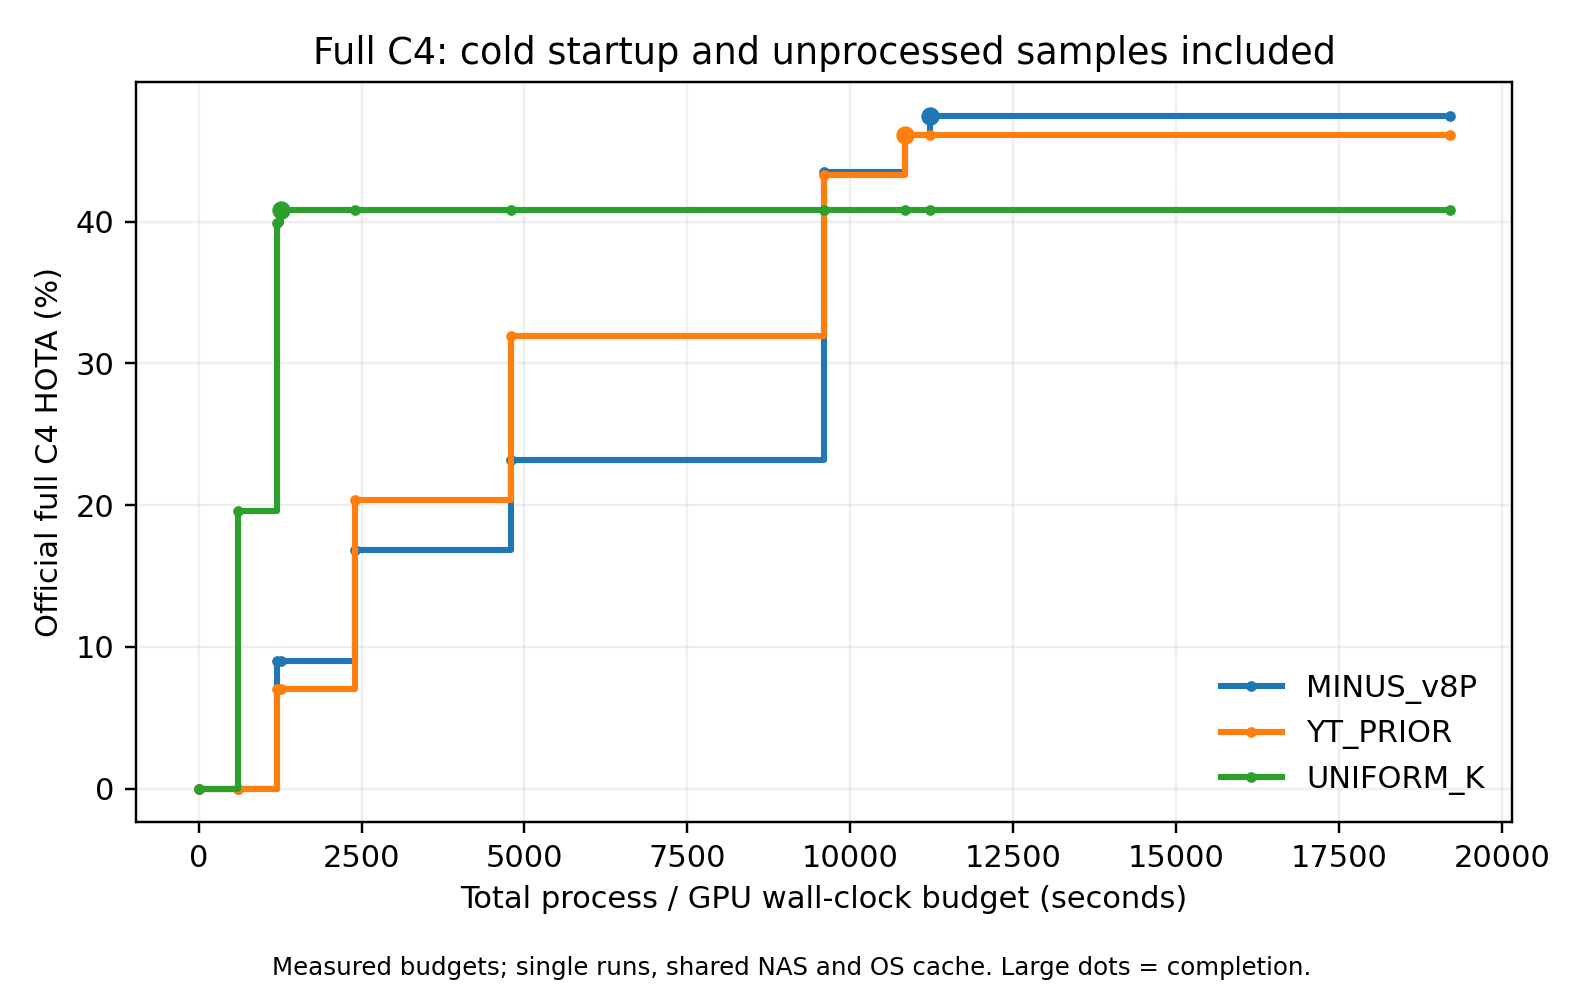 Full C4: cold startup and unprocessed samples included
Official full C4 HOTA (%)
40
30
20
10
0
MINUS_v8P
YT_PRIOR
UNIFORM_K
0 2500 5000 7500 10000 12500 15000 17500 20000
Total process / GPU wall-clock budget (seconds)
Measured budgets; single runs, shared NAS and OS cache. Large dots = completion.